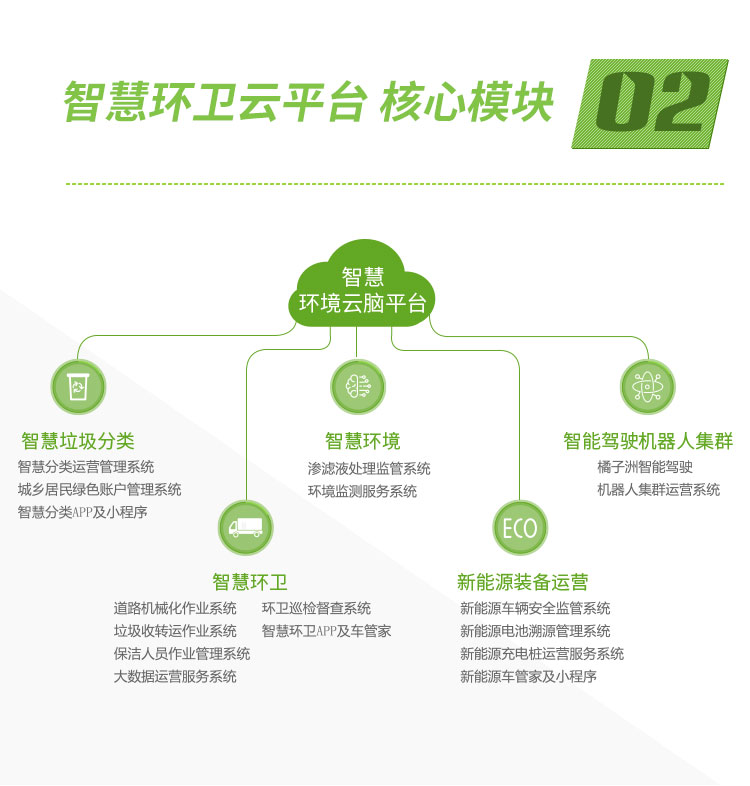 智慧环卫云平台 核心模块
02
智慧
环境云脑平台
智慧垃圾分类
智慧分类运营管理系统
城乡居民绿色账户管理系统
智慧分类APP及小程序
智慧环境
渗滤液处理监管系统
环境监测服务系统
智能驾驶机器人集群
橘子洲智能驾驶
机器人集群运营系统
智慧环卫
道路机械化作业系统
垃圾收转运作业系统
保洁人员作业管理系统
大数据运营服务系统
环卫巡检督查系统
智慧环卫APP及车管家
ECO
新能源装备运营
新能源车辆安全监管系统
新能源电池溯源管理系统
新能源充电桩运营服务系统
新能源车管家及小程序